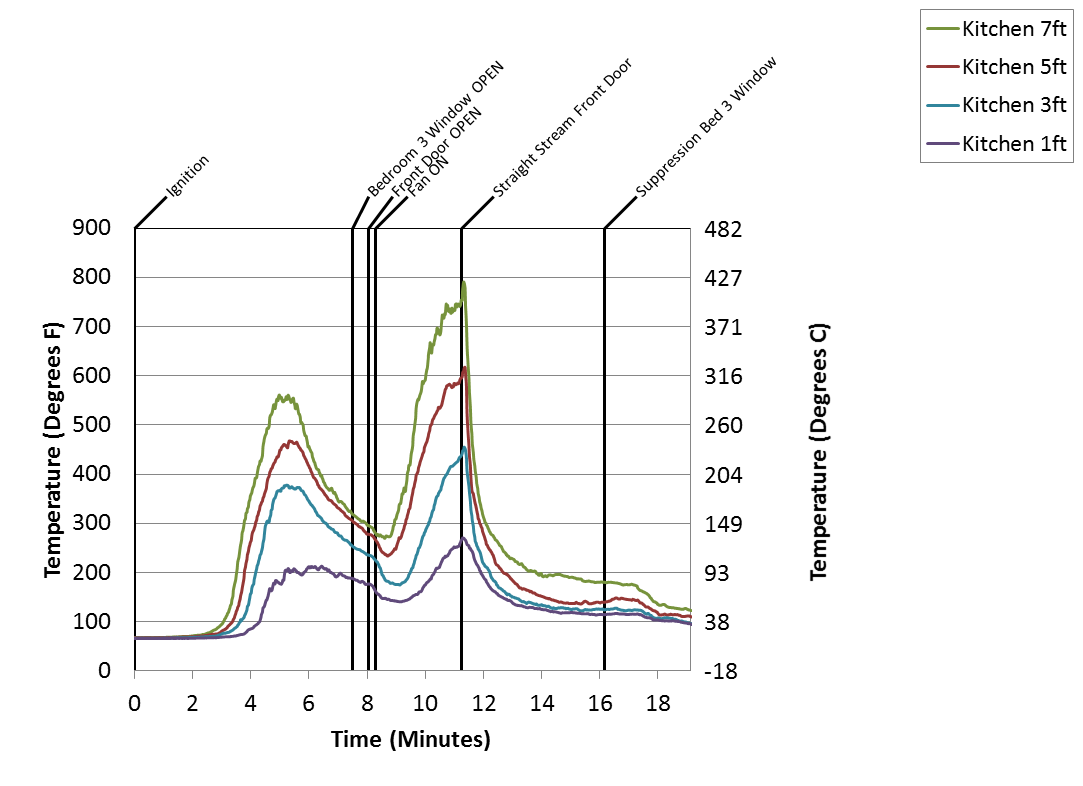 Kitchen 7ft
Kitchen 5ft
Kitchen 3ft
Kitchen 1ft
Ignition
Bedroom 3 Window OPEN
Front Door OPEN
Fan ON
Straight Stream Front Door
Suppression Bed 3 Window
900
800
700
600
500
400
300
200
100
0
Temperature (Degrees F)
482
427
371
316
260
204
149
93
38
-18
Temperature (Degrees C)
0 2 4 6 8 10 12 14 16 18
Time (Minutes)